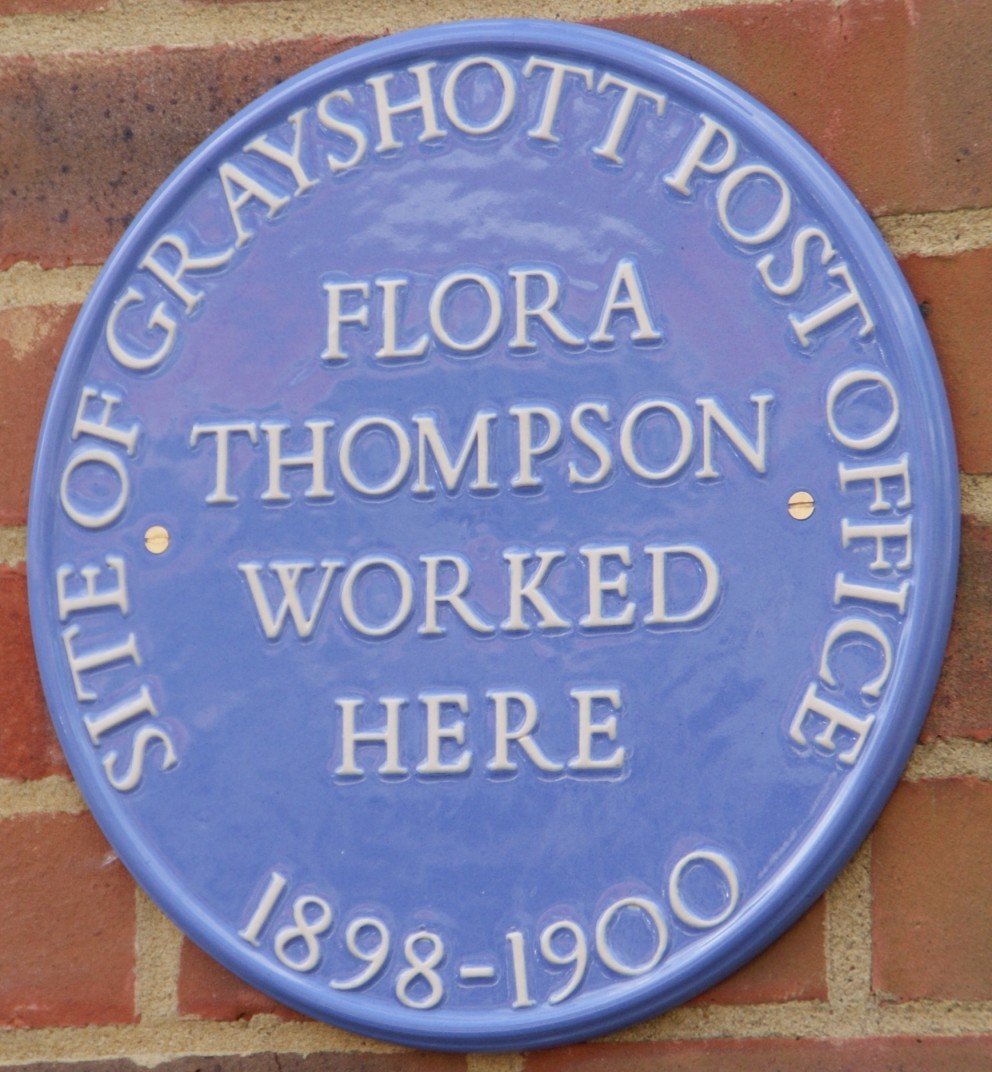 SITE OF GRAYSHOTT POST OFFICE
FLORA
THOMPSON
WORKED
HERE
1898-1900